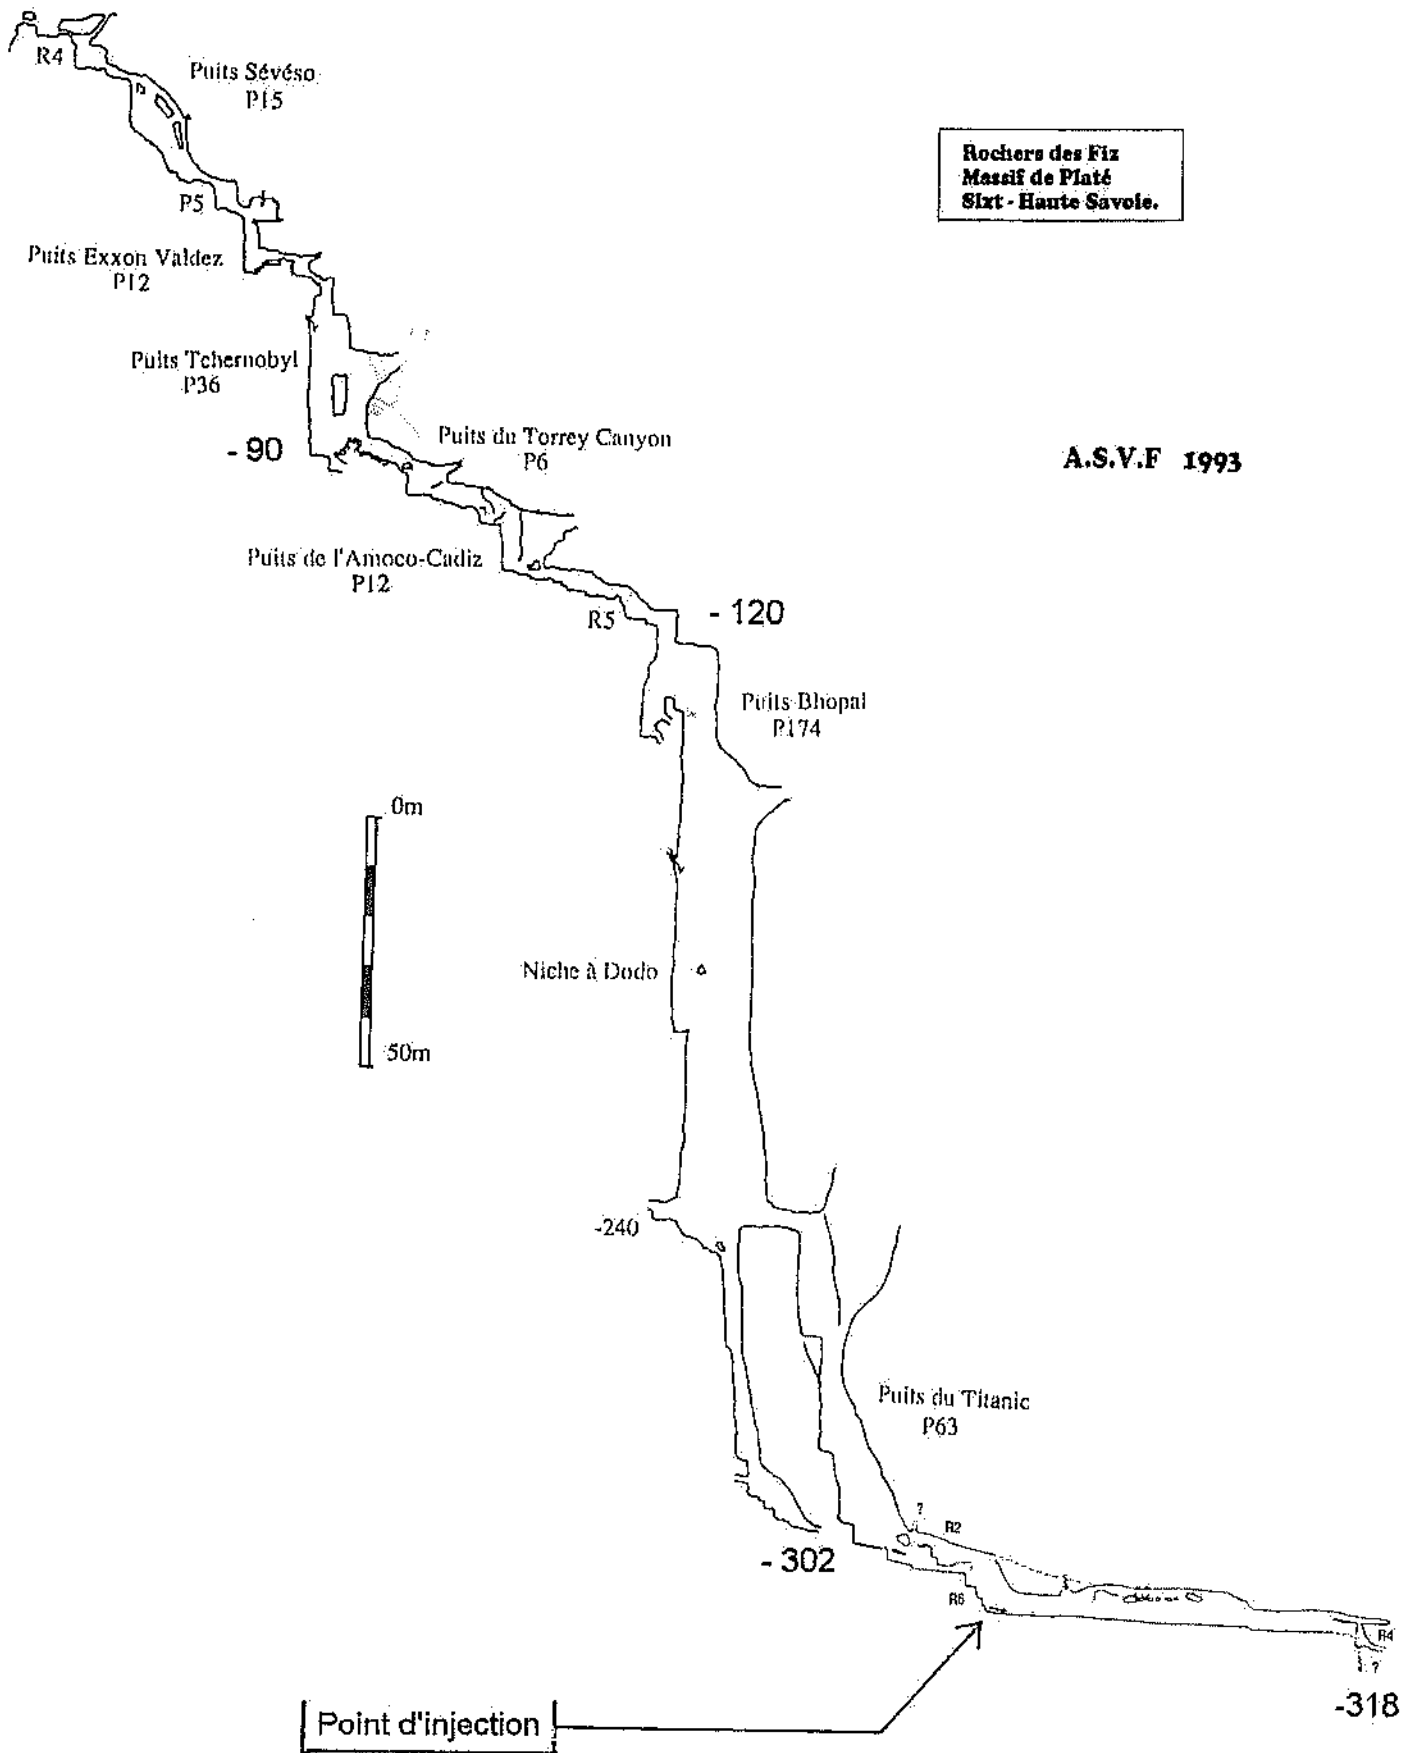 R4
Puits Sévéso
P15
Rochers des Fiz
Massif de Platé
Sixt - Haute Savoie.
P5
Puits Exxon Valdez
P12
Puits Tchernobyl
P36
- 90
Puits du Torrey Canyon
P6
A.S.V.F 1993
Puits de l'Amoco-Cadiz
P12
R5
- 120
Puits Bhopal
P174
0m
Niche à Dodo
50m
-240
Puits du Titanic
P63
?
R2
- 302
R6
R4
?
-318
Point d'injection